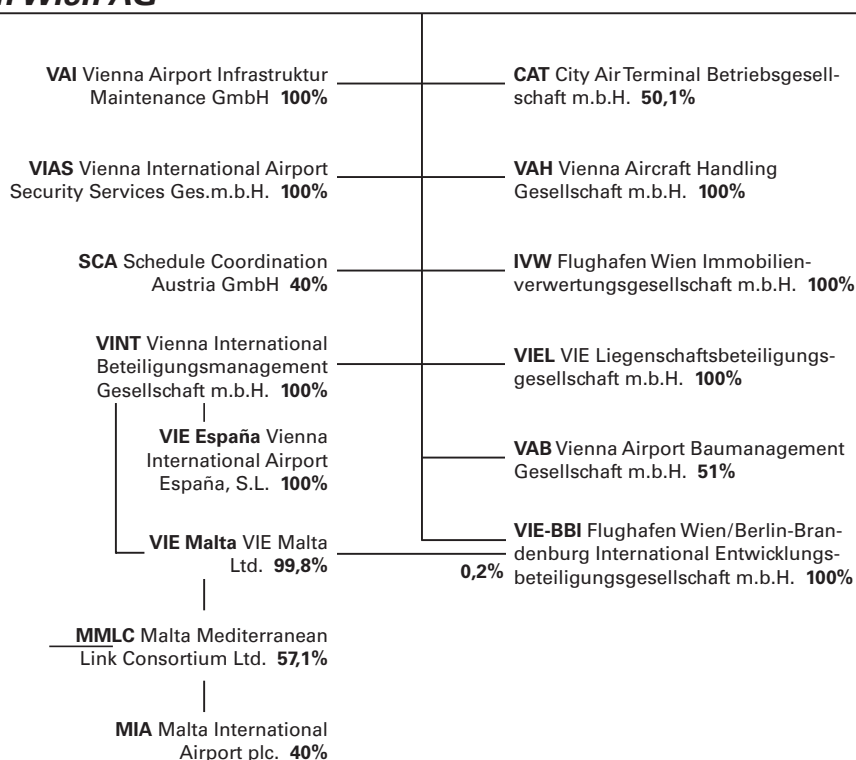 Wien AG
VAI Vienna Airport Infrastruktur
Maintenance GmbH 100%
VIAS Vienna International Airport
Security Services Ges.m.b.H. 100%
SCA Schedule Coordination
Austria GmbH 40%
VINT Vienna International
Beteiligungsmanagement
Gesellschaft m.b.H. 100%
VIE España Vienna
International Airport
España, S.L. 100%
VIE Malta VIE Malta
Ltd. 99,8%
MMLC Malta Mediterranean
Link Consortium Ltd. 57,1%
MIA Malta International
Airport plc. 40%
CAT City Air Terminal Betriebsgesell-
schaft m.b.H. 50,1%
VAH Vienna Aircraft Handling
Gesellschaft m.b.H. 100%
IVW Flughafen Wien Immobilien-
verwertungsgesellschaft m.b.H. 100%
VIEL VIE Liegenschaftsbeteiligungs-
gesellschaft m.b.H. 100%
VAB Vienna Airport Baumanagement
Gesellschaft m.b.H. 51%
VIE-BBI Flughafen Wien/Berlin-Bran-
denburg International Entwicklungs-
beteiligungsgesellschaft m.b.H. 100%
0,2%